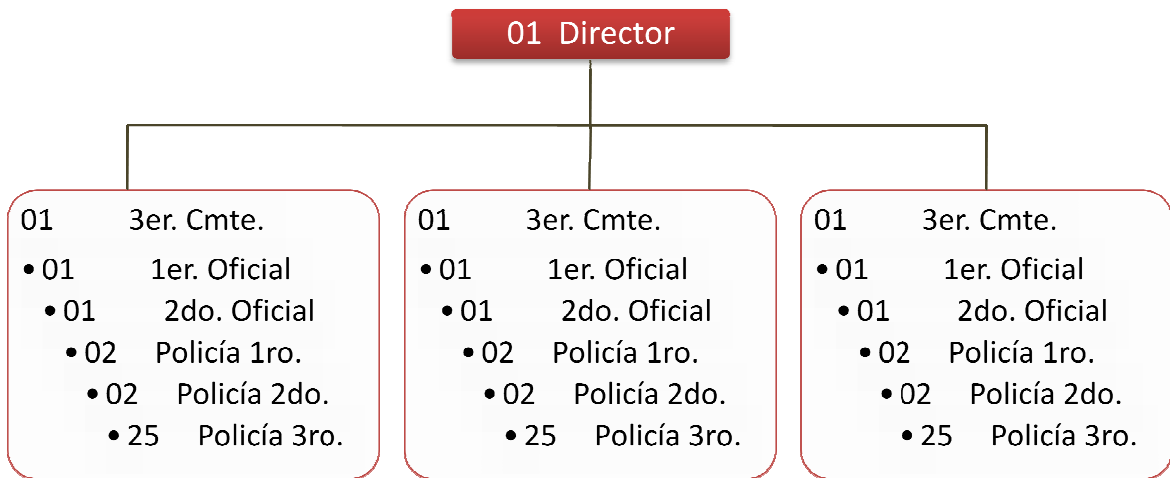 01 Director
01 3er. Cmte.
• 01 1er. Oficial
• 01 2do. Oficial
• 02 Policía 1ro.
• 02 Policía 2do.
• 25 Policía 3ro.
01 3er. Cmte.
• 01 1er. Oficial
• 01 2do. Oficial
• 02 Policía 1ro.
• 02 Policía 2do.
• 25 Policía 3ro.
01 3er. Cmte.
• 01 1er. Oficial
• 01 2do. Oficial
• 02 Policía 1ro.
• 02 Policía 2do.
• 25 Policía 3ro.